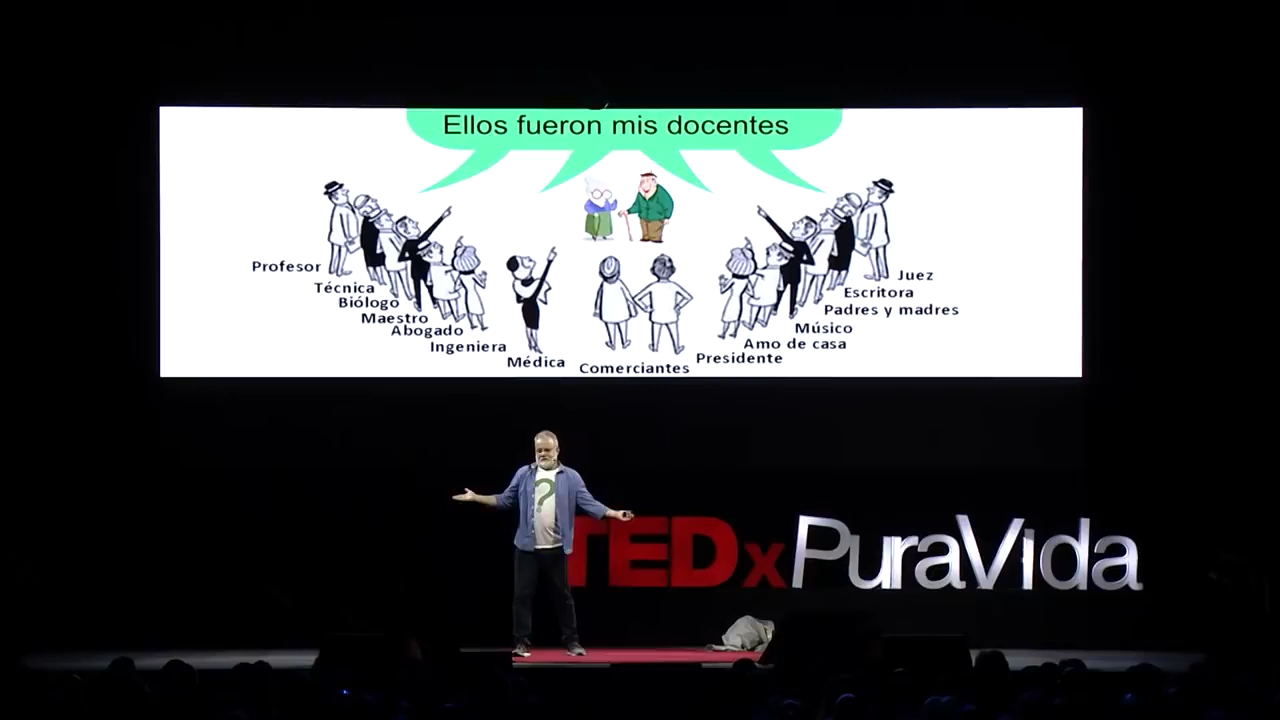 Ellos fueron mis docentes
Profesor
Técnica
Biólogo
Maestro
Abogado
Ingeniera
Médica
Comerciantes
Presidente
Amo de casa
Músico
Padres y madres
Escritora
Juez
?
TEDxPuraVida